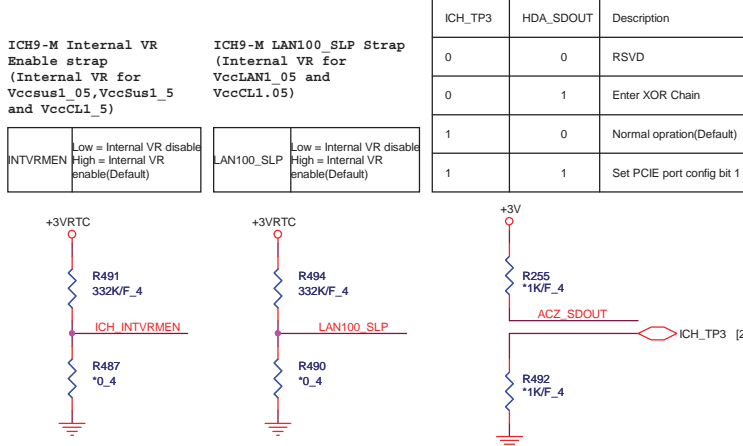 ICH9-M Internal VR
Enable strap
(Internal VR for
Vccsus1_05,VccSus1_5
and VccCL1_5)
INTVRMEN
Low = Internal VR disable
High = Internal VR
enable(Default)
ICH9-M LAN100_SLP Strap
(Internal VR for
VccLAN1_05 and
VccCL1.05)
LAN100_SLP
Low = Internal VR disable
High = Internal VR
enable(Default)
ICH_TP3 HDA_SDOUT Description
0 0 RSVD
0 1 Enter XOR Chain
1 0 Normal opration(Default)
1 1 Set PCIE port config bit 1
+3VRTC
R491
332K/F_4
ICH_INTVRMEN
R487
*0_4
+3VRTC
R494
332K/F_4
LAN100_SLP
R490
*0_4
+3V
R255
*1K/F_4
ACZ_SDOUT
ICH_TP3 [2
R492
*1K/F_4